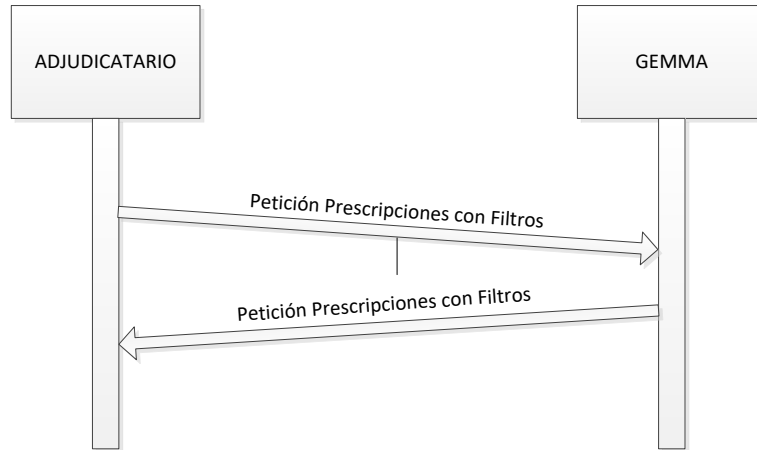 ADJUDICATARIO
GEMMA
Petición Prescripciones con Filtros
Petición Prescripciones con Filtros